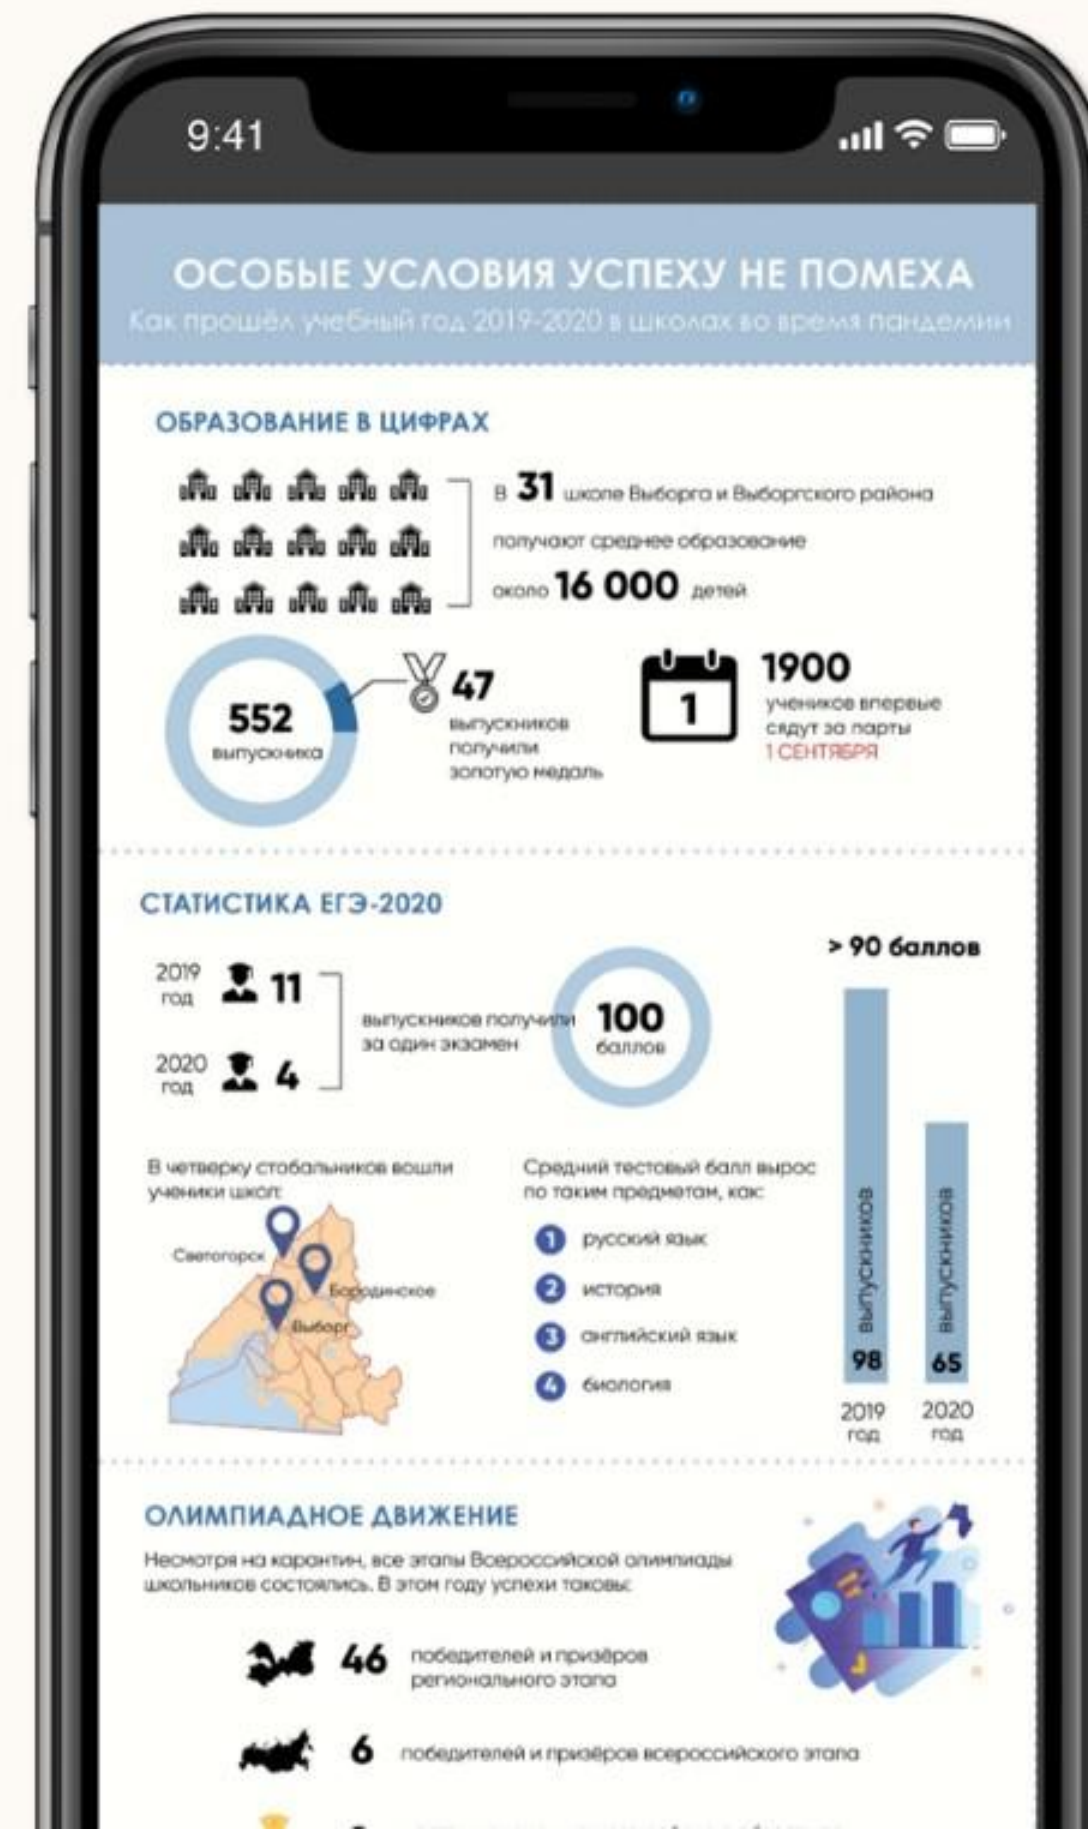 9:41
ОСОБЫЕ УСЛОВИЯ УСПЕХУ НЕ ПОМЕХА
Как прошёл учебный год 2019-2020 в школах во время пандемии
ОБРАЗОВАНИЕ В ЦИФРАХ
В 31 школе Выборга и Выборгского района
получают среднее образование
около 16 000 детей
552
выпускника
47
выпускников
получили
золотую медаль
1
1900
учеников впервые
сядут за парты
1 СЕНТЯБРЯ
СТАТИСТИКА ЕГЭ-2020
2019
год
11
2020
год
4
выпускников получили
за один экзамен
100
баллов
> 90 баллов
выпускников
98
2019
год
выпускников
65
2020
год
В четверку стобальников вошли
ученики школ:
Светогорск
Бородинское
Выборг
Средний тестовый балл вырос
по таким предметам, как:
1 русский язык
2 история
3 английский язык
4 биология
ОЛИМПИАДНОЕ ДВИЖЕНИЕ
Несмотря на карантин, все этапы Всероссийской олимпиады
школьников состоялись. В этом году успехи таковы:
46 победителей и призёров
регионального этапа
6 победителей и призёров всероссийского этапа